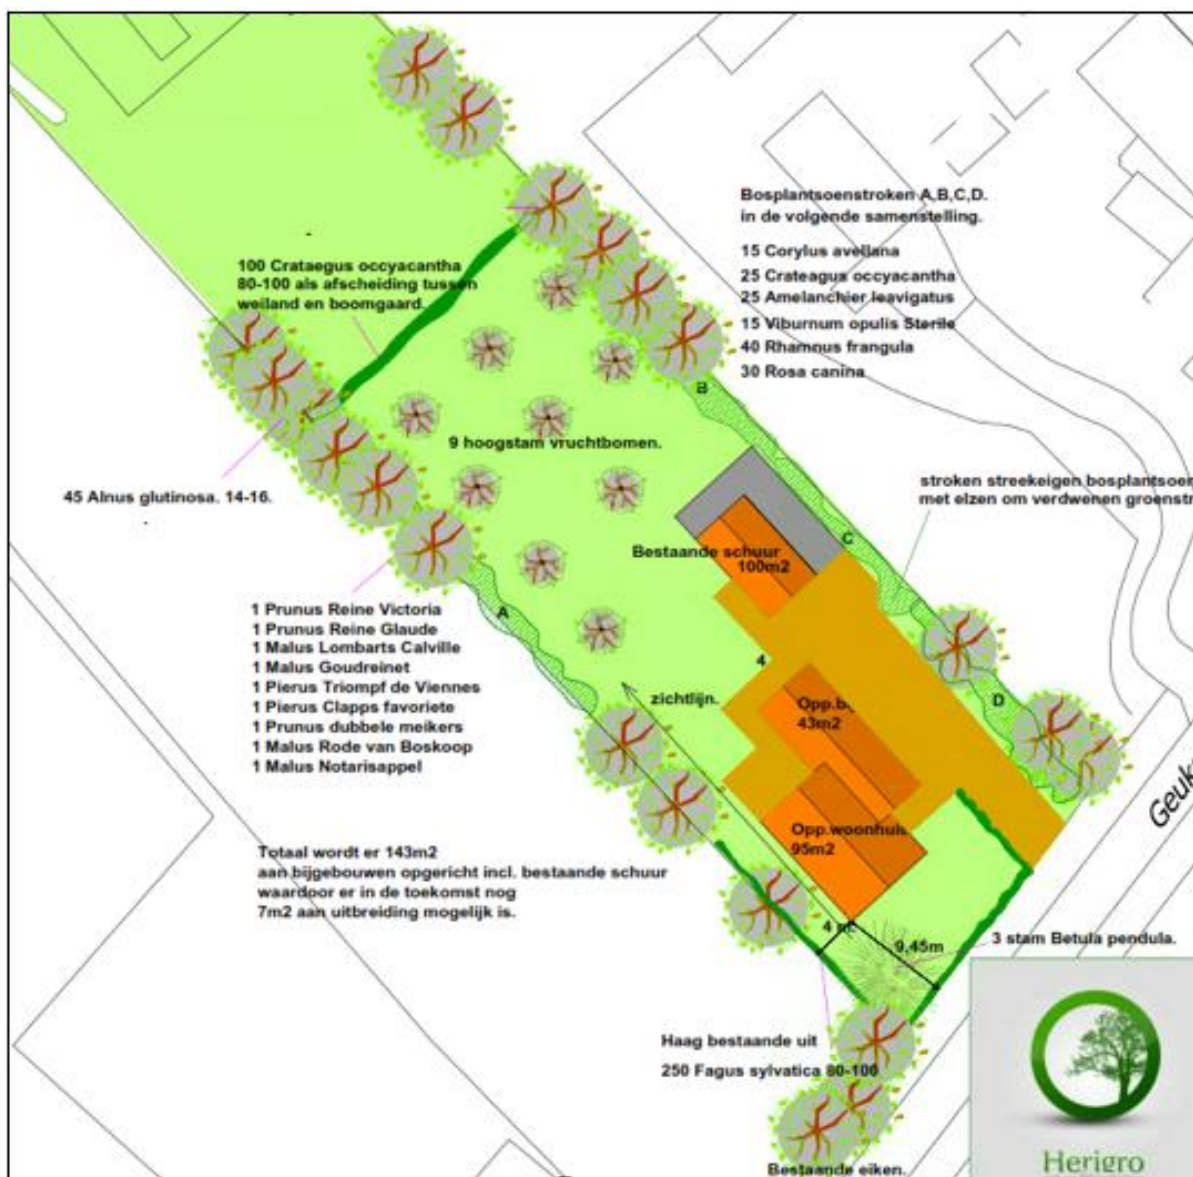 Bosplantsoenstroken A,B,C,D.
in de volgende samenstelling.
15 Corylus avellana
25 Crateagus occyacantha
25 Amelanchier leavigatus
15 Viburnum opulis Sterile
40 Rhamnus frangula
30 Rosa canina
100 Crataegus occyacantha
80-100 als afscheiding tussen
weiland en boomgaard.
B
9 hoogstam vruchtbomen.
45 Alnus glutinosa. 14-16.
stroken streekeigen bosplantsoen
met elzen om verdwenen groenstr
C
Bestaande schuur
100m2
A
1 Prunus Reine Victoria
1 Prunus Reine Glaude
1 Malus Lombarts Calville
1 Malus Goudreinet
1 Pierus Triompf de Viennes
1 Pierus Clapps favoriete
1 Prunus dubbele meikers
1 Malus Rode van Boskoop
1 Malus Notarisappel
4
zichtlijn.
Opp.b
43m2
D
Geuk
Opp.woonhuis
95m2
Totaal wordt er 143m2
aan bijgebouwen opgericht incl. bestaande schuur
waardoor er in de toekomst nog
7m2 aan uitbreiding mogelijk is.
4 m.
9,45m
3 stam Betula pendula.
Haag bestaande uit
250 Fagus sylvatica 80-100
Bestaande eiken.
Herigro